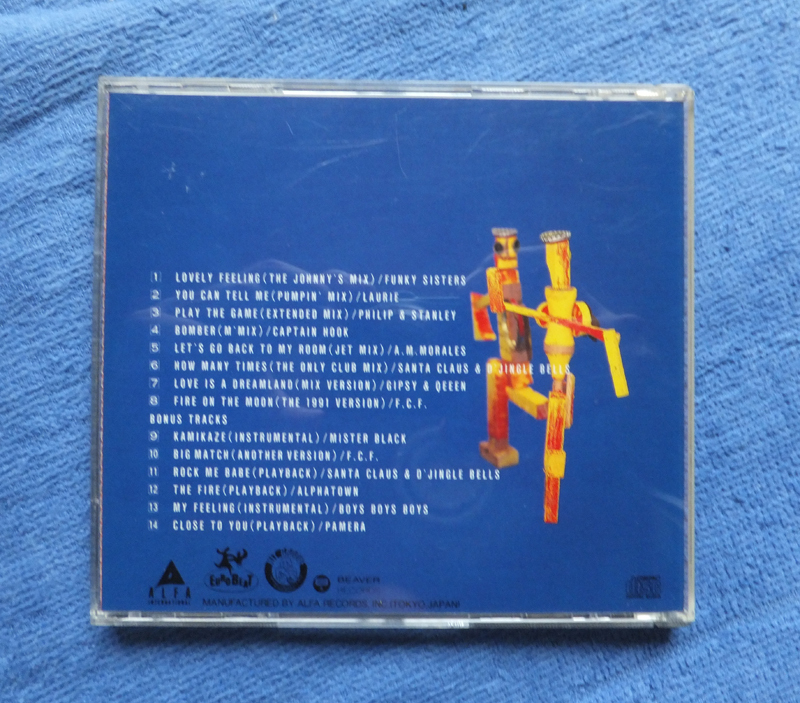 1 LOVELY FEELING(THE JOHNNY'S MIX)/FUNKY SISTERS
2 YOU CAN TELL ME(PUMPIN' MIX)/LAURIE
3 PLAY THE GAME(EXTENDED MIX)/PHILIP & STANLEY
4 BOMBER(M'MIX)/CAPTAIN HOOK
5 LET'S GO BACK TO MY ROOM(JET MIX)/A.M.MORALES
6 HOW MANY TIMES(THE ONLY CLUB MIX)/SANTA CLAUS & D'JINGLE BELLS
7 LOVE IS A DREAMLAND(MIX VERSION)/GIPSY & QEEEN
8 FIRE ON THE MOON(THE 1991 VERSION)/F.C.F.
BONUS TRACKS
9 KAMIKAZE(INSTRUMENTAL)/MISTER BLACK
10 BIG MATCH(ANOTHER VERSION)/F.C.F.
11 ROCK ME BABE(PLAYBACK)/SANTA CLAUS & D'JINGLE BELLS
12 THE FIRE(PLAYBACK)/ALPHATOWN
13 MY FEELING(INSTRUMENTAL)/BOYS BOYS BOYS
14 CLOSE TO YOU(PLAYBACK)/PAMERA
ALFA
INTERNATIONAL
EUROBEAT
BEAVER
RECORDS
MANUFACTURED BY ALFA RECORDS, INC.(TOKYO JAPAN)